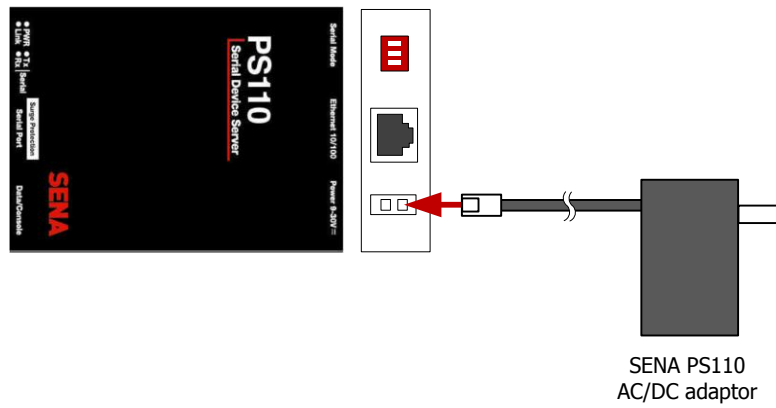 PS110
Serial Device Server
Serial Mode
Ethernet 10/100
Power 9-30V⎓
PWR
Tx
Link
Rx
Serial
Surge Protection
Serial Port
Data/Console
SENA
SENA PS110
AC/DC adaptor